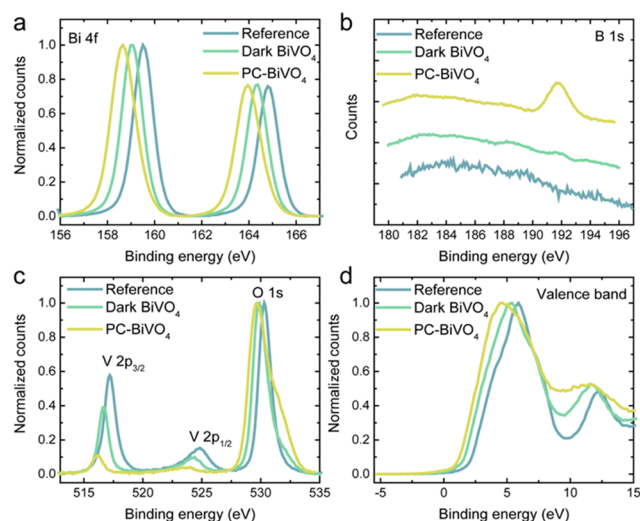 a
Bi 4f
Reference
Dark BiVO4
PC-BiVO4
Normalized counts
1.0
0.8
0.6
0.4
0.2
0.0
156 158 160 162 164 166
Binding energy (eV)
b
B 1s
Reference
Dark BiVO4
PC-BiVO4
Counts
180 182 184 186 188 190 192 194 196
Binding energy (eV)
c
Reference
Dark BiVO4
PC-BiVO4
O 1s
V 2p3/2
V 2p1/2
Normalized counts
1.0
0.8
0.6
0.4
0.2
0.0
515 520 525 530 535
Binding energy (eV)
d
Reference
Dark BiVO4
PC-BiVO4
Valence band
Normalized counts
1.0
0.8
0.6
0.4
0.2
0.0
-5 0 5 10 15
Binding energy (eV)